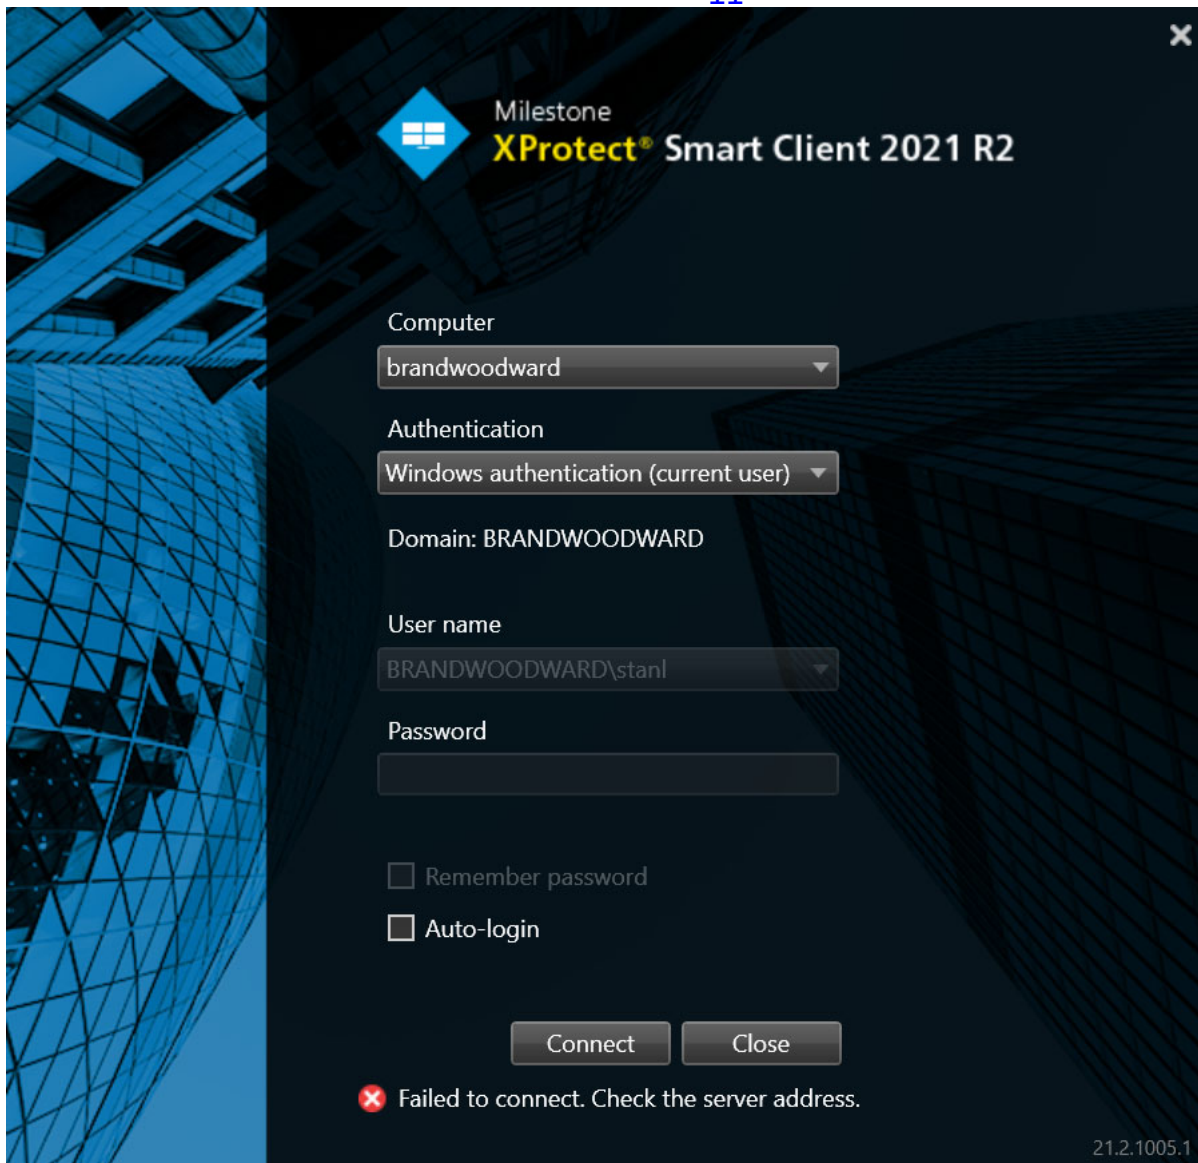 Milestone
XProtect® Smart Client 2021 R2
Computer
brandwoodward
Authentication
Windows authentication (current user)
Domain: BRANDWOODWARD
User name
BRANDWOODWARD\stanl
Password
Remember password
Auto-login
Connect
Close
Failed to connect. Check the server address.
21.2.1005.1